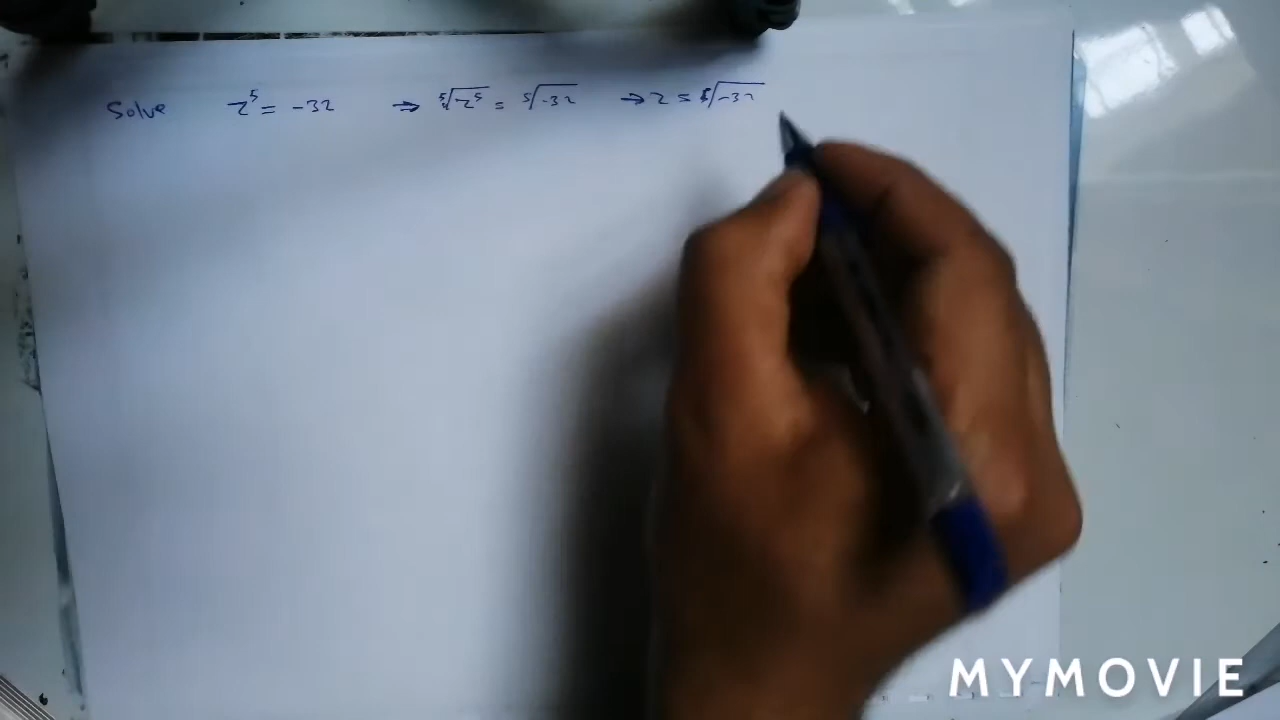 Solve z⁵ = -32 ⇒ ⁵√z⁵ = ⁵√-32 → z = ⁵√-32
MYMOVIE